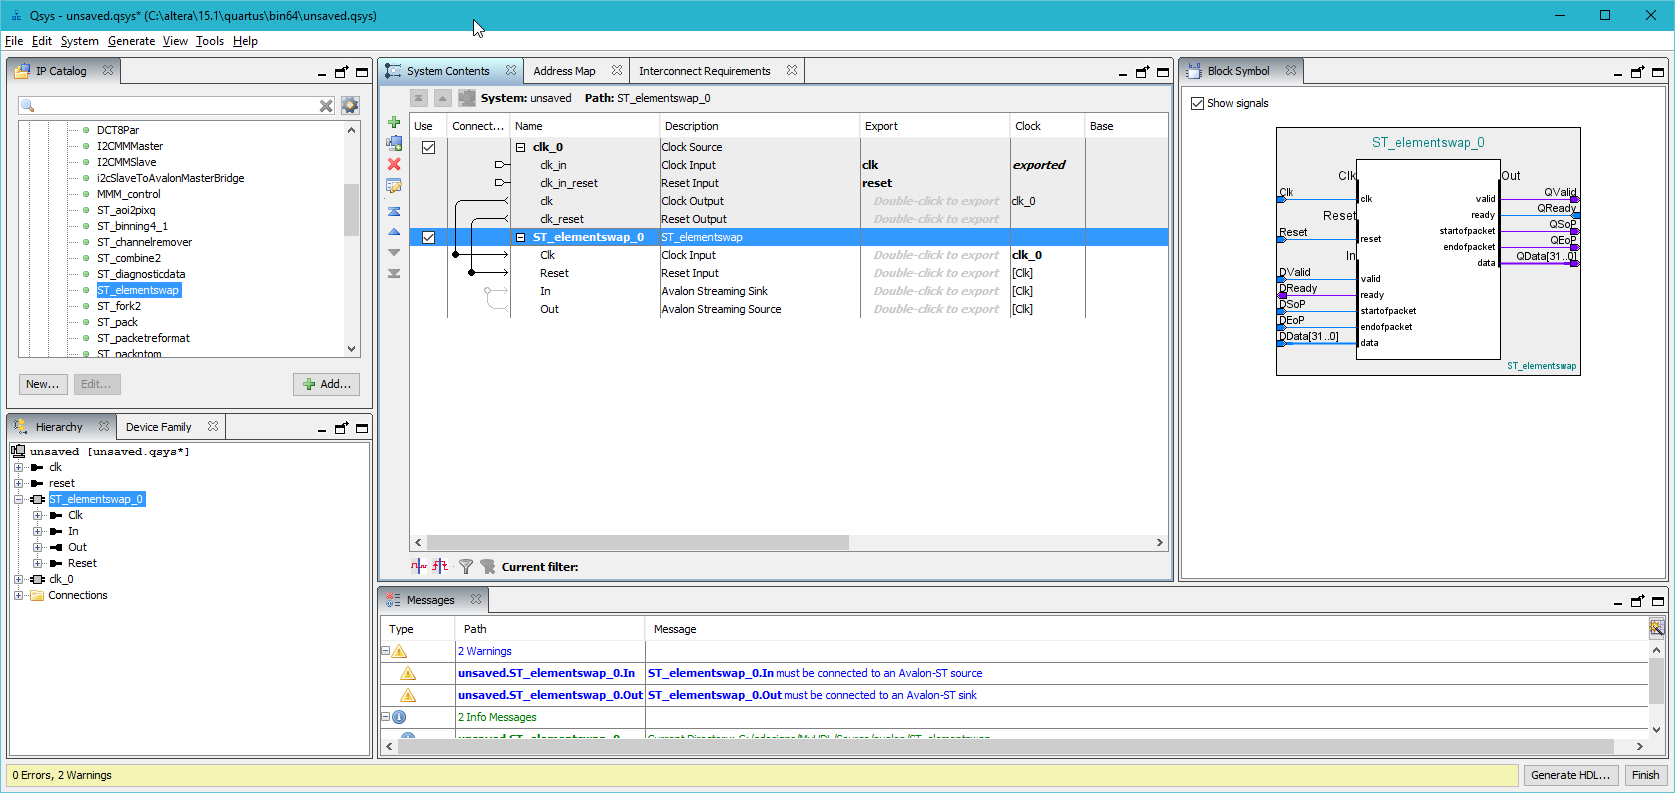 Qsys - unsaved.qsys* (C:\altera\15.1\quartus\bin64\unsaved.qsys)
File Edit System Generate View Tools Help
IP Catalog
DCT8Par
I2CMMMaster
I2CMMSlave
i2cSlaveToAvalonMasterBridge
MMM_control
ST_aoi2pixq
ST_binning4_1
ST_channelremover
ST_combine2
ST_diagnosticdata
ST_elementswap
ST_fork2
ST_pack
ST_packetreformat
ST_packntom
New... Edit... Add...
Hierarchy Device Family
unsaved [unsaved.qsys*]
clk
reset
ST_elementswap_0
Clk
In
Out
Reset
clk_0
Connections
System Contents Address Map Interconnect Requirements
System: unsaved Path: ST_elementswap_0
Use Connect... Name Description Export Clock Base
clk_0 Clock Source
clk_in Clock Input clk exported
clk_in_reset Reset Input reset
clk Clock Output Double-click to export clk_0
clk_reset Reset Output Double-click to export
ST_elementswap_0 ST_elementswap
Clk Clock Input Double-click to export clk_0
Reset Reset Input Double-click to export [Clk]
In Avalon Streaming Sink Double-click to export [Clk]
Out Avalon Streaming Source Double-click to export [Clk]
Current filter:
Block Symbol
Show signals
ST_elementswap_0
Clk Out
Clk clk valid QValid
Reset ready QReady
Reset reset startofpacket QSoP
In endofpacket QEoP
data QData[31..0]
DValid valid
DReady ready
DSoP startofpacket
DEoP endofpacket
DData[31..0] data
ST_elementswap
Messages
Type Path Message
2 Warnings
unsaved.ST_elementswap_0.In ST_elementswap_0.In must be connected to an Avalon-ST source
unsaved.ST_elementswap_0.Out ST_elementswap_0.Out must be connected to an Avalon-ST sink
2 Info Messages
0 Errors, 2 Warnings Generate HDL... Finish